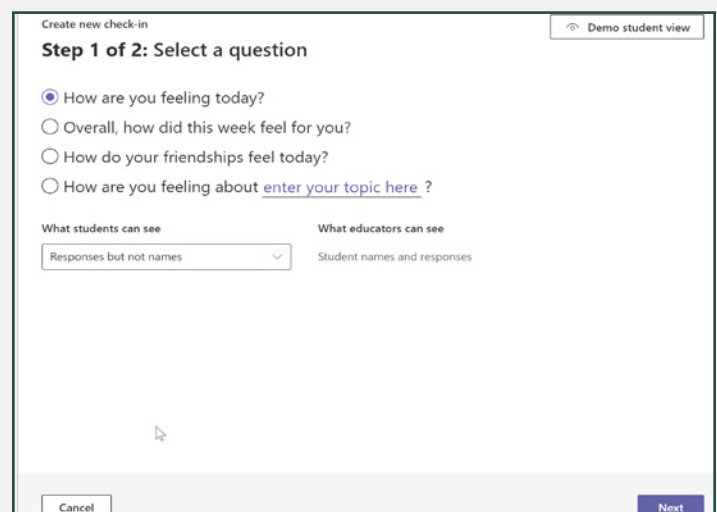 Create new check-in
Demo student view
Step 1 of 2: Select a question
How are you feeling today?
Overall, how did this week feel for you?
How do your friendships feel today?
How are you feeling about enter your topic here ?
What students can see
What educators can see
Responses but not names
Student names and responses
Cancel
Next